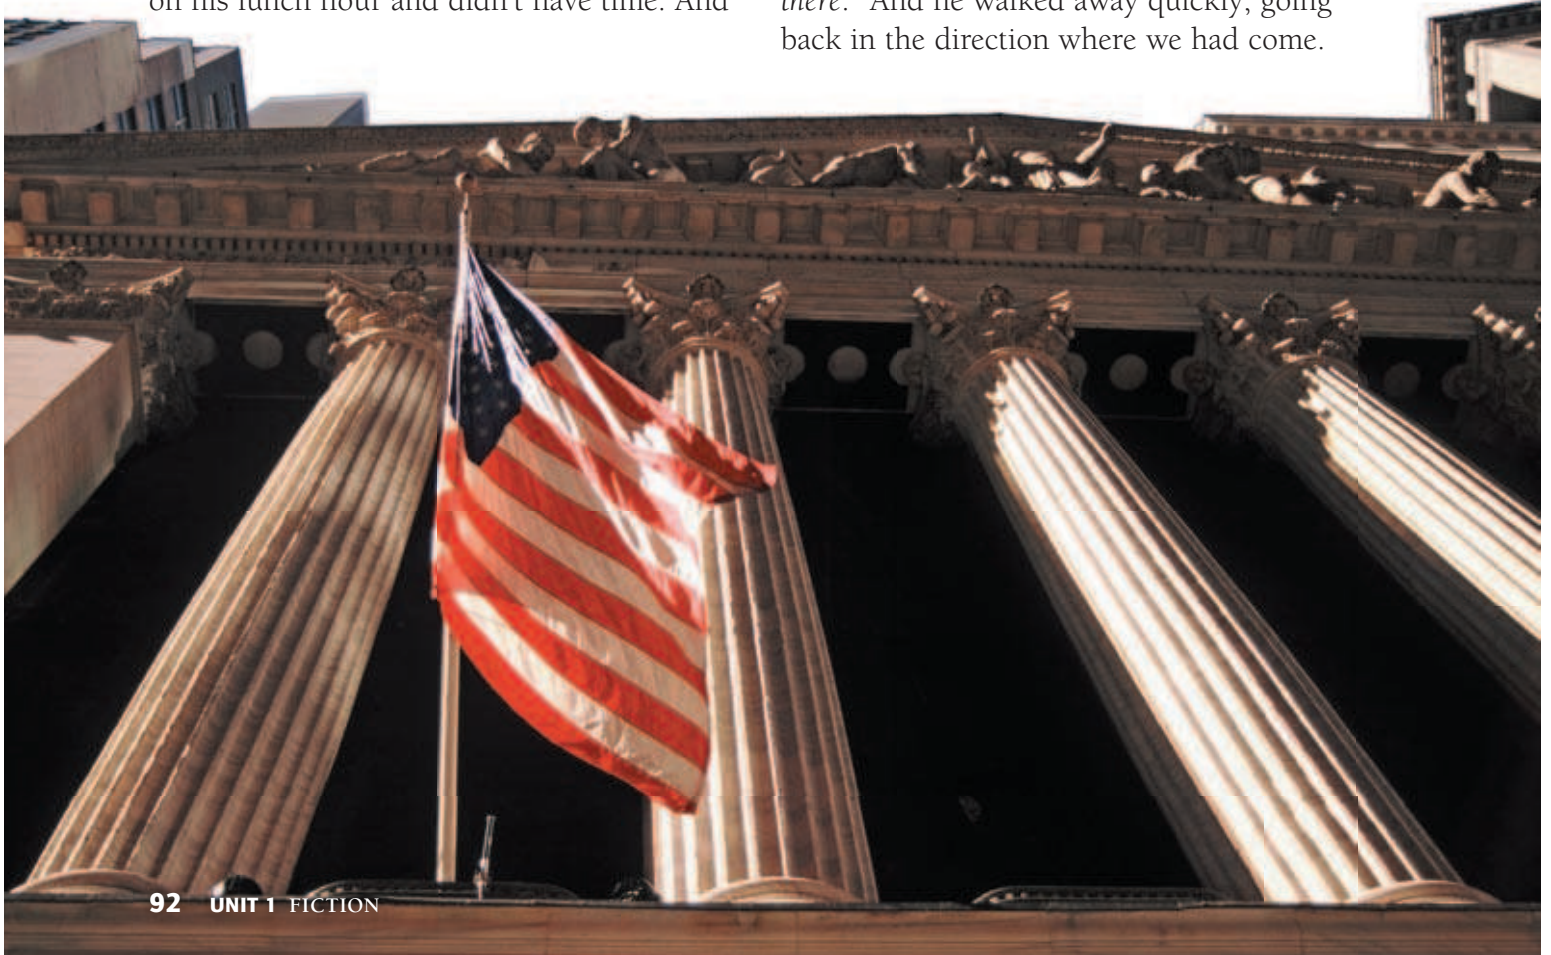 on his lunch hour and didn't have time. And
there." And he walked away quickly, going
back in the direction where we had come.
92 UNIT 1 FICTION